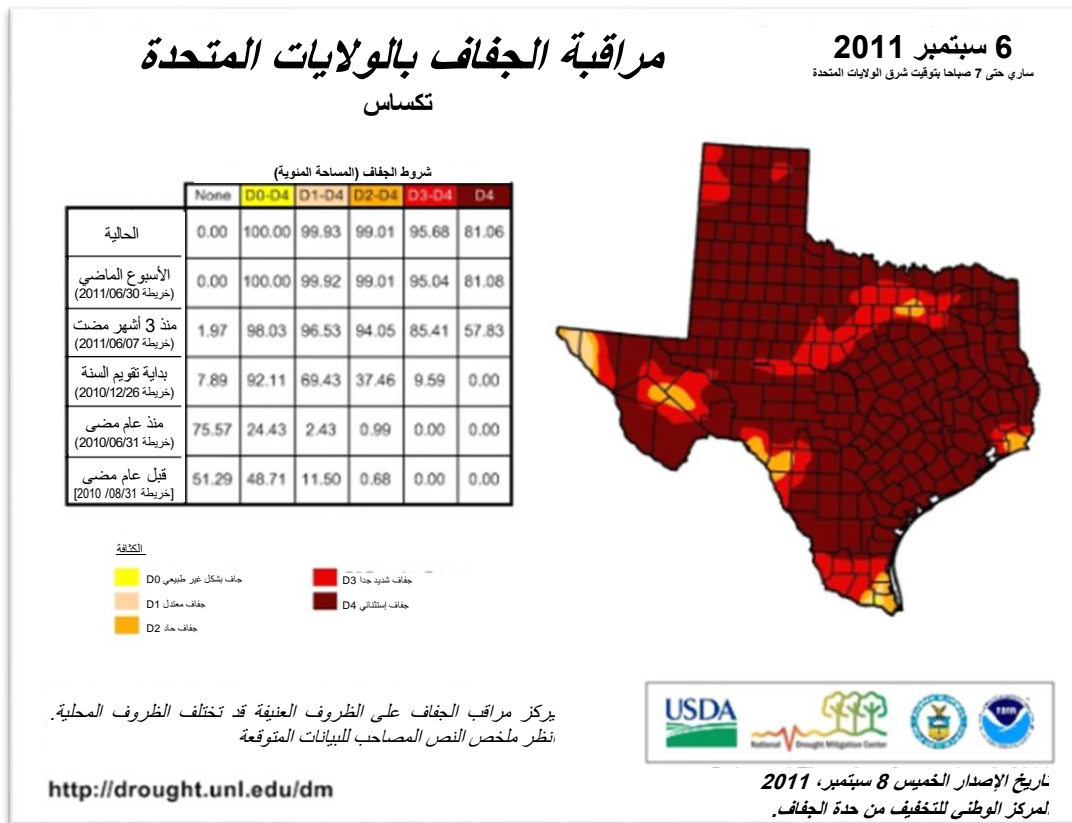 مراقبة الجفاف بالولايات المتحدة
تكساس
6 سبتمبر 2011
ساري حتى 7 صباحا بتوقيت شرق الولايات المتحدة
شروط الجفاف (المساحة المئوية)
None D0-D4 D1-D4 D2-D4 D3-D4 D4
الحالية 0.00 100.00 99.93 99.01 95.68 81.06
الأسبوع الماضي (خريطة 2011/06/30) 0.00 100.00 99.92 99.01 95.04 81.08
منذ 3 أشهر مضت (خريطة 2011/06/07) 1.97 98.03 96.53 94.05 85.41 57.83
بداية تقويم السنة (خريطة 2010/12/26) 7.89 92.11 69.43 37.46 9.59 0.00
منذ عام مضى (خريطة 2010/06/31) 75.57 24.43 2.43 0.99 0.00 0.00
قبل عام مضى [خريطة 08/31/ 2010] 51.29 48.71 11.50 0.68 0.00 0.00
الكثافة
D0 جاف بشكل غير طبيعي
D1 جفاف معتدل
D2 جفاف حاد
D3 جفاف شديد جدا
D4 جفاف إستثنائي
يركز مراقب الجفاف على الظروف العنيفة قد تختلف الظروف المحلية.
انظر ملخص النص المصاحب للبيانات المتوقعة
http://drought.unl.edu/dm
USDA
National Drought Mitigation Center
تاريخ الإصدار الخميس 8 سبتمبر، 2011
المركز الوطني للتخفيف من حدة الجفاف.